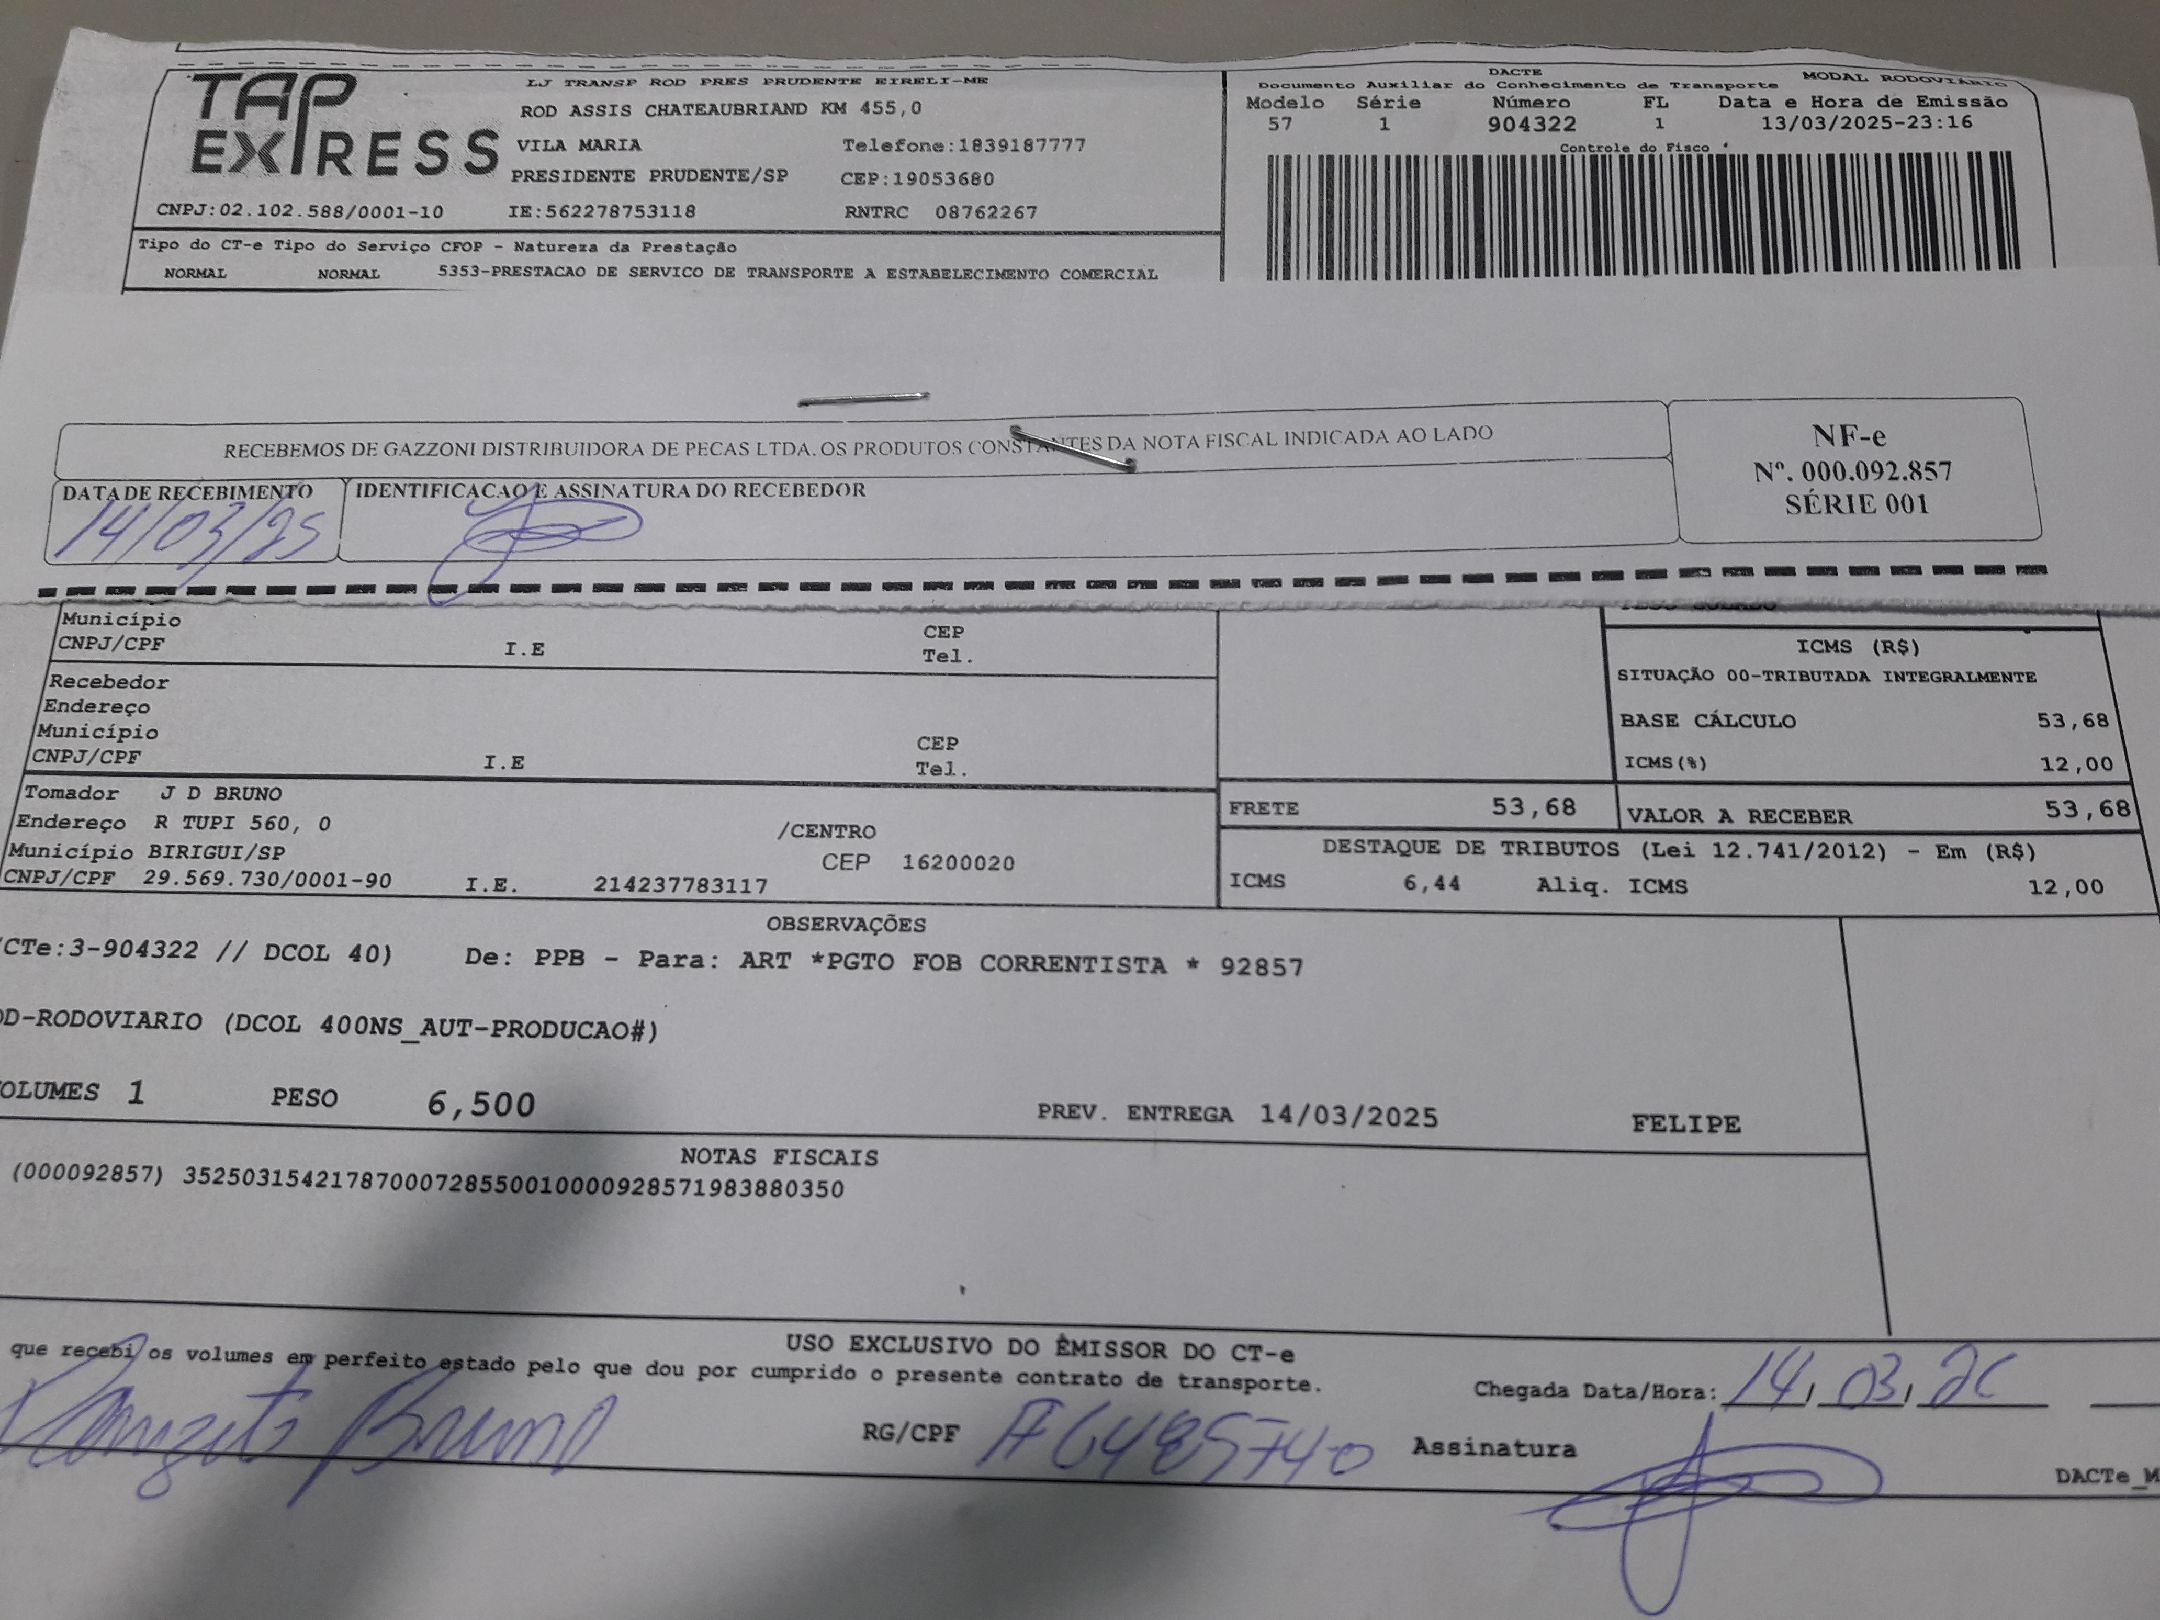 TAP EXPRESS
LJ TRANSP ROD PRES PRUDENTE EIRELI-ME
ROD ASSIS CHATEAUBRIAND KM 455,0
VILA MARIA Telefone:1839187777
PRESIDENTE PRUDENTE/SP CEP:19053680
CNPJ:02.102.588/0001-10 IE:562278753118 RNTRC 08762267
Tipo do CT-e Tipo do Serviço CFOP - Natureza da Prestação
NORMAL NORMAL 5353-PRESTACAO DE SERVICO DE TRANSPORTE A ESTABELECIMENTO COMERCIAL
DACTE MODAL RODOVIÁRIO
Documento Auxiliar do Conhecimento de Transporte
Modelo Série Número FL Data e Hora de Emissão
57 1 904322 1 13/03/2025-23:16
Controle do Fisco
RECEBEMOS DE GAZZONI DISTRIBUIDORA DE PECAS LTDA. OS PRODUTOS CONSTANTES DA NOTA FISCAL INDICADA AO LADO
DATA DE RECEBIMENTO IDENTIFICACAO E ASSINATURA DO RECEBEDOR
14/03/25
NF-e
Nº. 000.092.857
SÉRIE 001
Município CEP
CNPJ/CPF I.E Tel.
Recebedor
Endereço
Município CEP
CNPJ/CPF I.E Tel.
Tomador J D BRUNO
Endereço R TUPI 560, 0 /CENTRO
Município BIRIGUI/SP CEP 16200020
CNPJ/CPF 29.569.730/0001-90 I.E. 214237783117
ICMS (R$)
SITUAÇÃO 00-TRIBUTADA INTEGRALMENTE
BASE CÁLCULO 53,68
ICMS(%) 12,00
FRETE 53,68 VALOR A RECEBER 53,68
DESTAQUE DE TRIBUTOS (Lei 12.741/2012) - Em (R$)
ICMS 6,44 Aliq. ICMS 12,00
OBSERVAÇÕES
/CTe:3-904322 // DCOL 40) De: PPB - Para: ART *PGTO FOB CORRENTISTA * 92857
OD-RODOVIARIO (DCOL 400NS_AUT-PRODUCAO#)
OLUMES 1 PESO 6,500 PREV. ENTREGA 14/03/2025 FELIPE
NOTAS FISCAIS
(000092857) 35250315421787000728550010000928571983880350
USO EXCLUSIVO DO EMISSOR DO CT-e
que recebi os volumes em perfeito estado pelo que dou por cumprido o presente contrato de transporte.
Chegada Data/Hora: 14/03/
Bruno RG/CPF Assinatura
DACTe_M